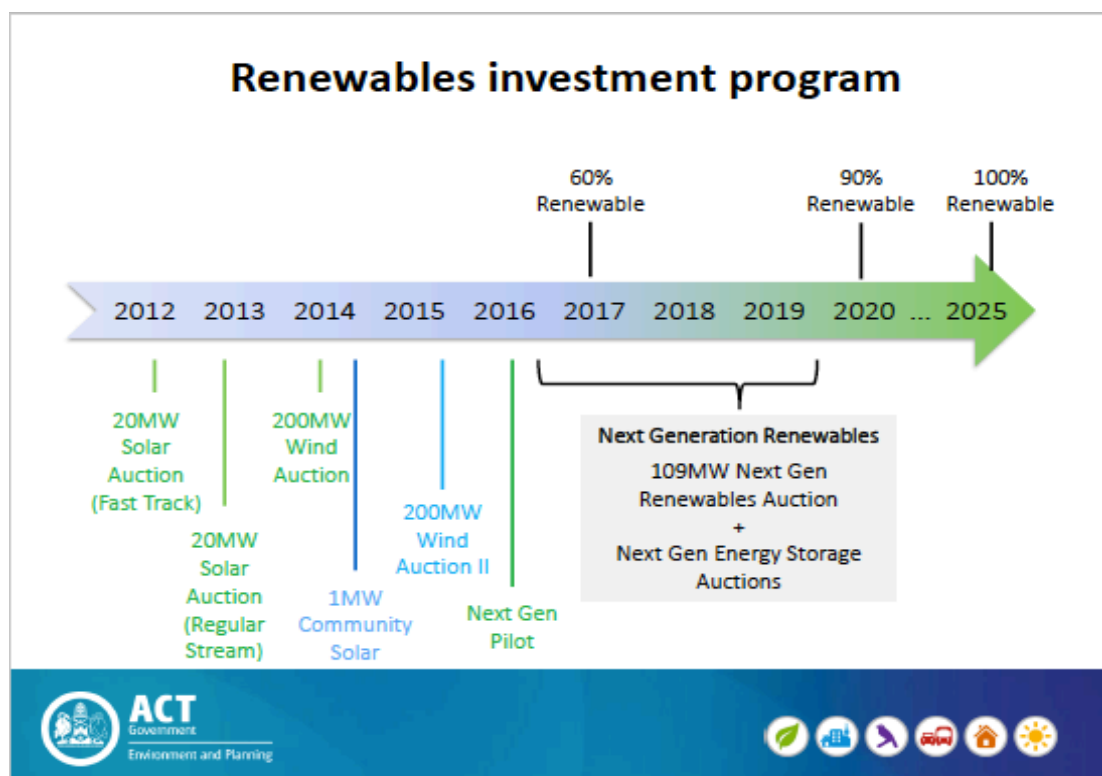 Renewables investment program
60%
Renewable
90%
Renewable
100%
Renewable
2012 2013 2014 2015 2016 2017 2018 2019 2020 ... 2025
20MW
Solar
Auction
(Fast Track)
20MW
Solar
Auction
(Regular
Stream)
200MW
Wind
Auction
1MW
Community
Solar
200MW
Wind
Auction II
Next Gen
Pilot
Next Generation Renewables
109MW Next Gen
Renewables Auction
+
Next Gen Energy Storage
Auctions
ACT
Government
Environment and Planning